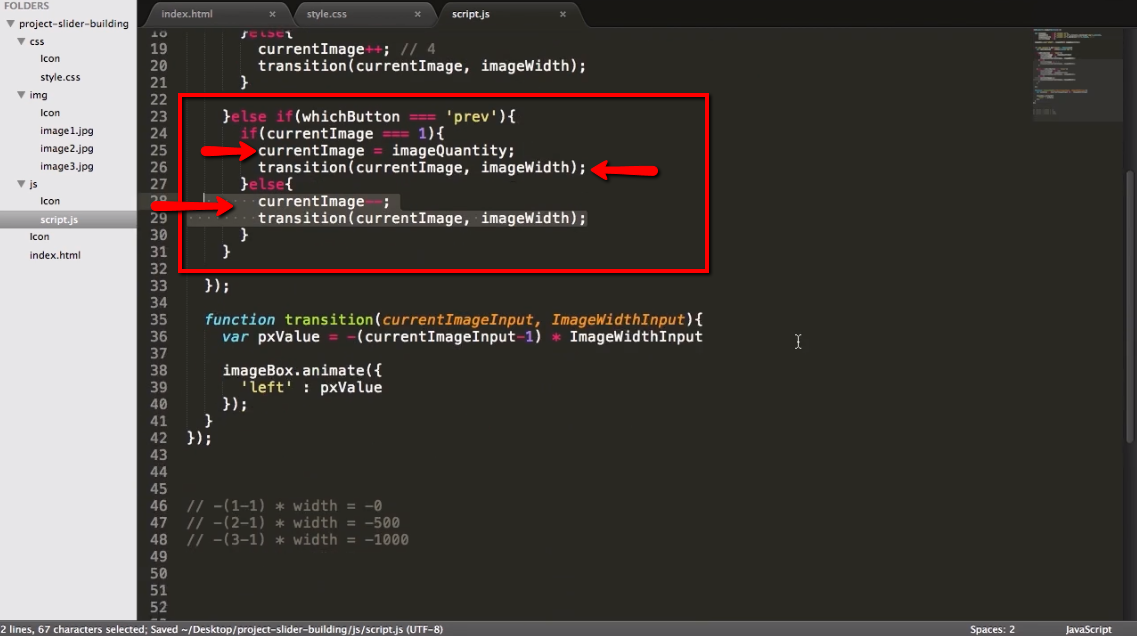 FOLDERS
project-slider-building
css
Icon
style.css
img
Icon
image1.jpg
image2.jpg
image3.jpg
js
Icon
script.js
Icon
index.html
index.html ×
style.css ×
script.js ×
18 }else{
19 currentImage++; // 4
20 transition(currentImage, imageWidth);
21 }
22
23 }else if(whichButton === 'prev'){
24 if(currentImage === 1){
25 currentImage = imageQuantity;
26 transition(currentImage, imageWidth);
27 }else{
28 currentImage--;
29 transition(currentImage, imageWidth);
30 }
31 }
32
33 });
34
35 function transition(currentImageInput, ImageWidthInput){
36 var pxValue = -(currentImageInput-1) * ImageWidthInput
37
38 imageBox.animate({
39 'left' : pxValue
40 });
41 }
42 });
43
44
45
46 // -(1-1) * width = -0
47 // -(2-1) * width = -500
48 // -(3-1) * width = -1000
49
50
51
52
2 lines, 67 characters selected; Saved ~/Desktop/project-slider-building/js/script.js (UTF-8)
Spaces: 2
JavaScript